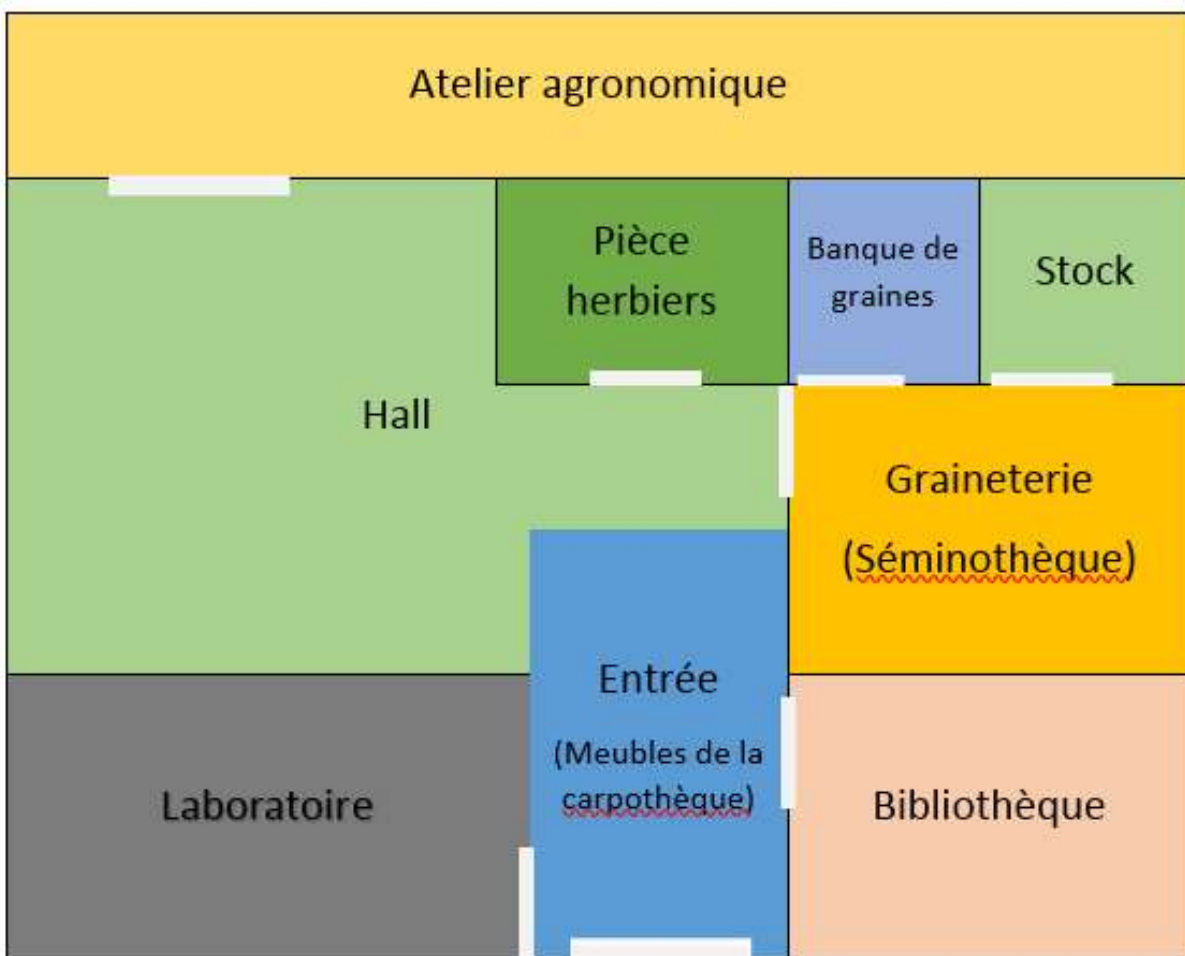 Atelier agronomique
Pièce
herbiers
Banque de
graines
Stock
Hall
Graineterie
(Séminothèque)
Entrée
(Meubles de la
carpothèque)
Laboratoire
Bibliothèque